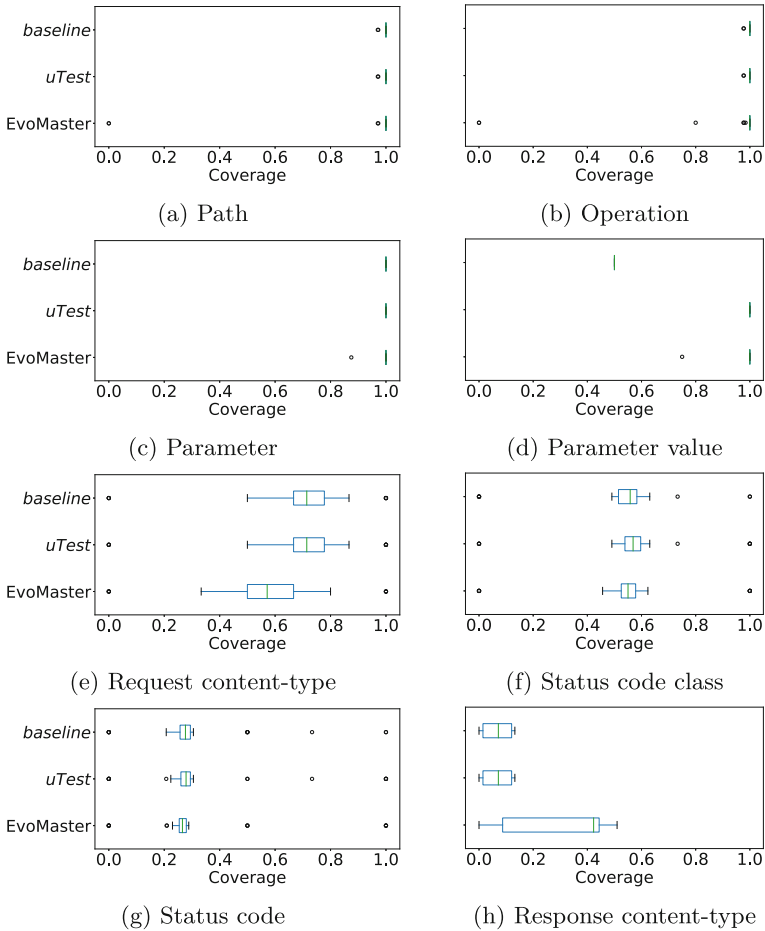 baseline
uTest
EvoMaster
0.0 0.2 0.4 0.6 0.8 1.0
Coverage
(a) Path
0.0 0.2 0.4 0.6 0.8 1.0
Coverage
(b) Operation
baseline
uTest
EvoMaster
0.0 0.2 0.4 0.6 0.8 1.0
Coverage
(c) Parameter
0.0 0.2 0.4 0.6 0.8 1.0
Coverage
(d) Parameter value
baseline
uTest
EvoMaster
0.0 0.2 0.4 0.6 0.8 1.0
Coverage
(e) Request content-type
0.0 0.2 0.4 0.6 0.8 1.0
Coverage
(f) Status code class
baseline
uTest
EvoMaster
0.0 0.2 0.4 0.6 0.8 1.0
Coverage
(g) Status code
0.0 0.2 0.4 0.6 0.8 1.0
Coverage
(h) Response content-type